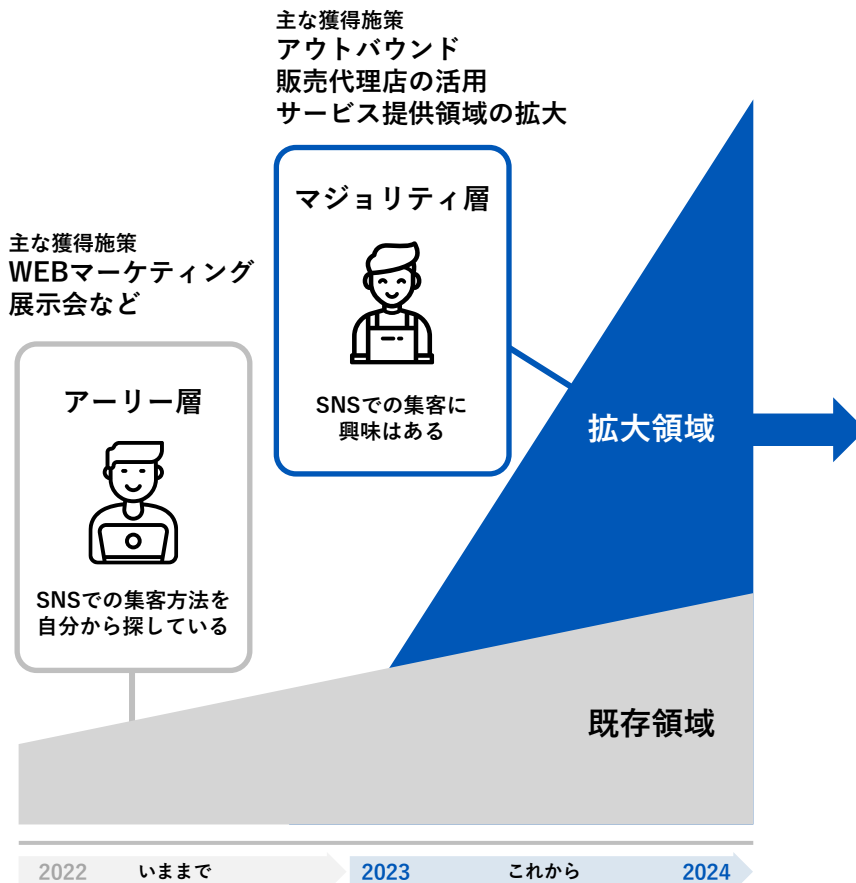 主な獲得施策
アウトバウンド
販売代理店の活用
サービス提供領域の拡大
マジョリティ層
SNSでの集客に
興味はある
主な獲得施策
WEBマーケティング
展示会など
アーリー層
SNSでの集客方法を
自分から探している
拡大領域
既存領域
2022 いままで 2023 これから 2024